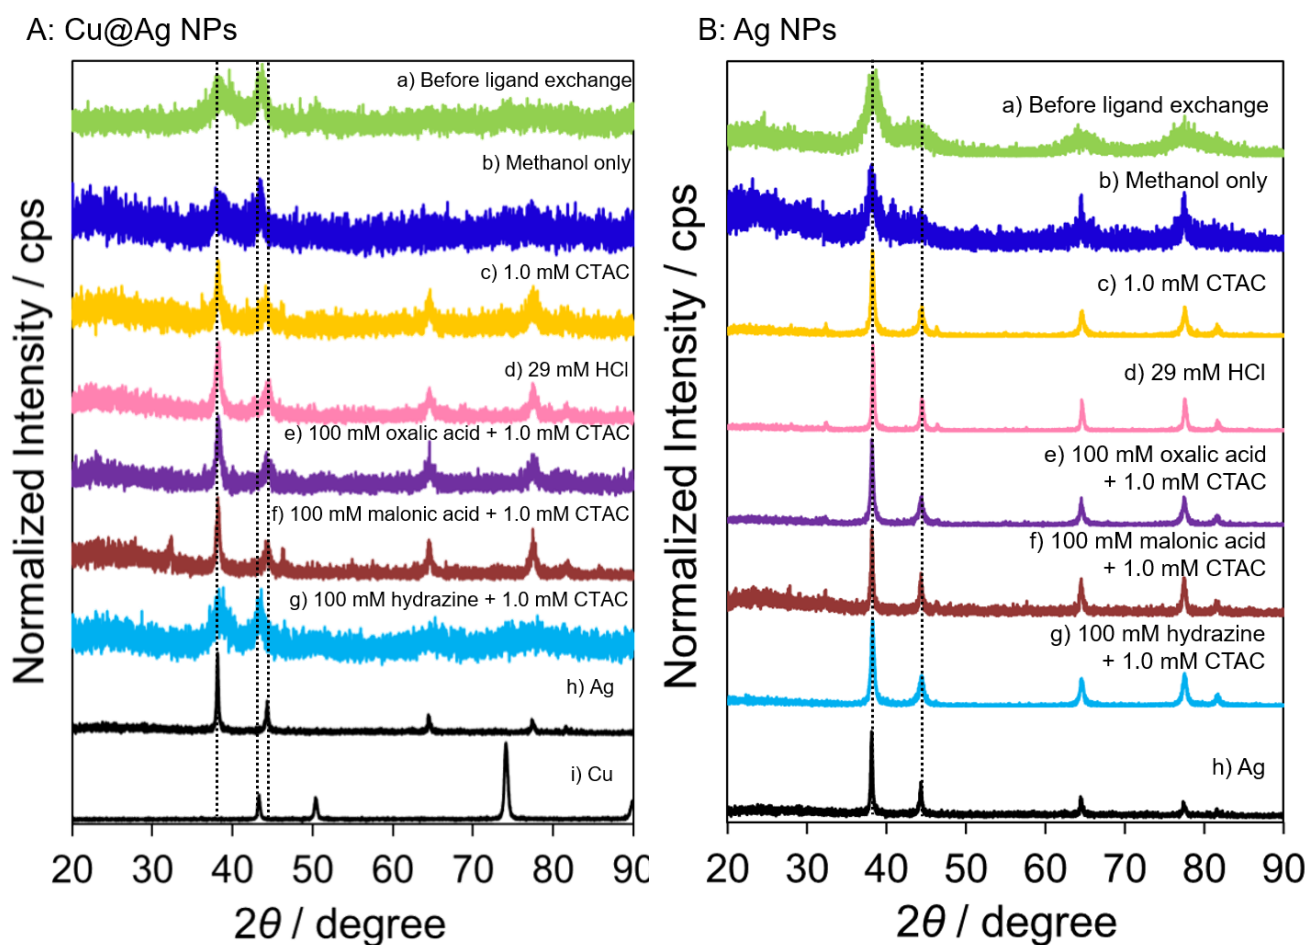 A: Cu@Ag NPs
a) Before ligand exchange
b) Methanol only
c) 1.0 mM CTAC
d) 29 mM HCl
e) 100 mM oxalic acid + 1.0 mM CTAC
f) 100 mM malonic acid + 1.0 mM CTAC
g) 100 mM hydrazine + 1.0 mM CTAC
h) Ag
i) Cu
Normalized Intensity / cps
20 30 40 50 60 70 80 90
2θ / degree
B: Ag NPs
a) Before ligand exchange
b) Methanol only
c) 1.0 mM CTAC
d) 29 mM HCl
e) 100 mM oxalic acid
+ 1.0 mM CTAC
f) 100 mM malonic acid
+ 1.0 mM CTAC
g) 100 mM hydrazine
+ 1.0 mM CTAC
h) Ag
Normalized Intensity / cps
20 30 40 50 60 70 80 90
2θ / degree